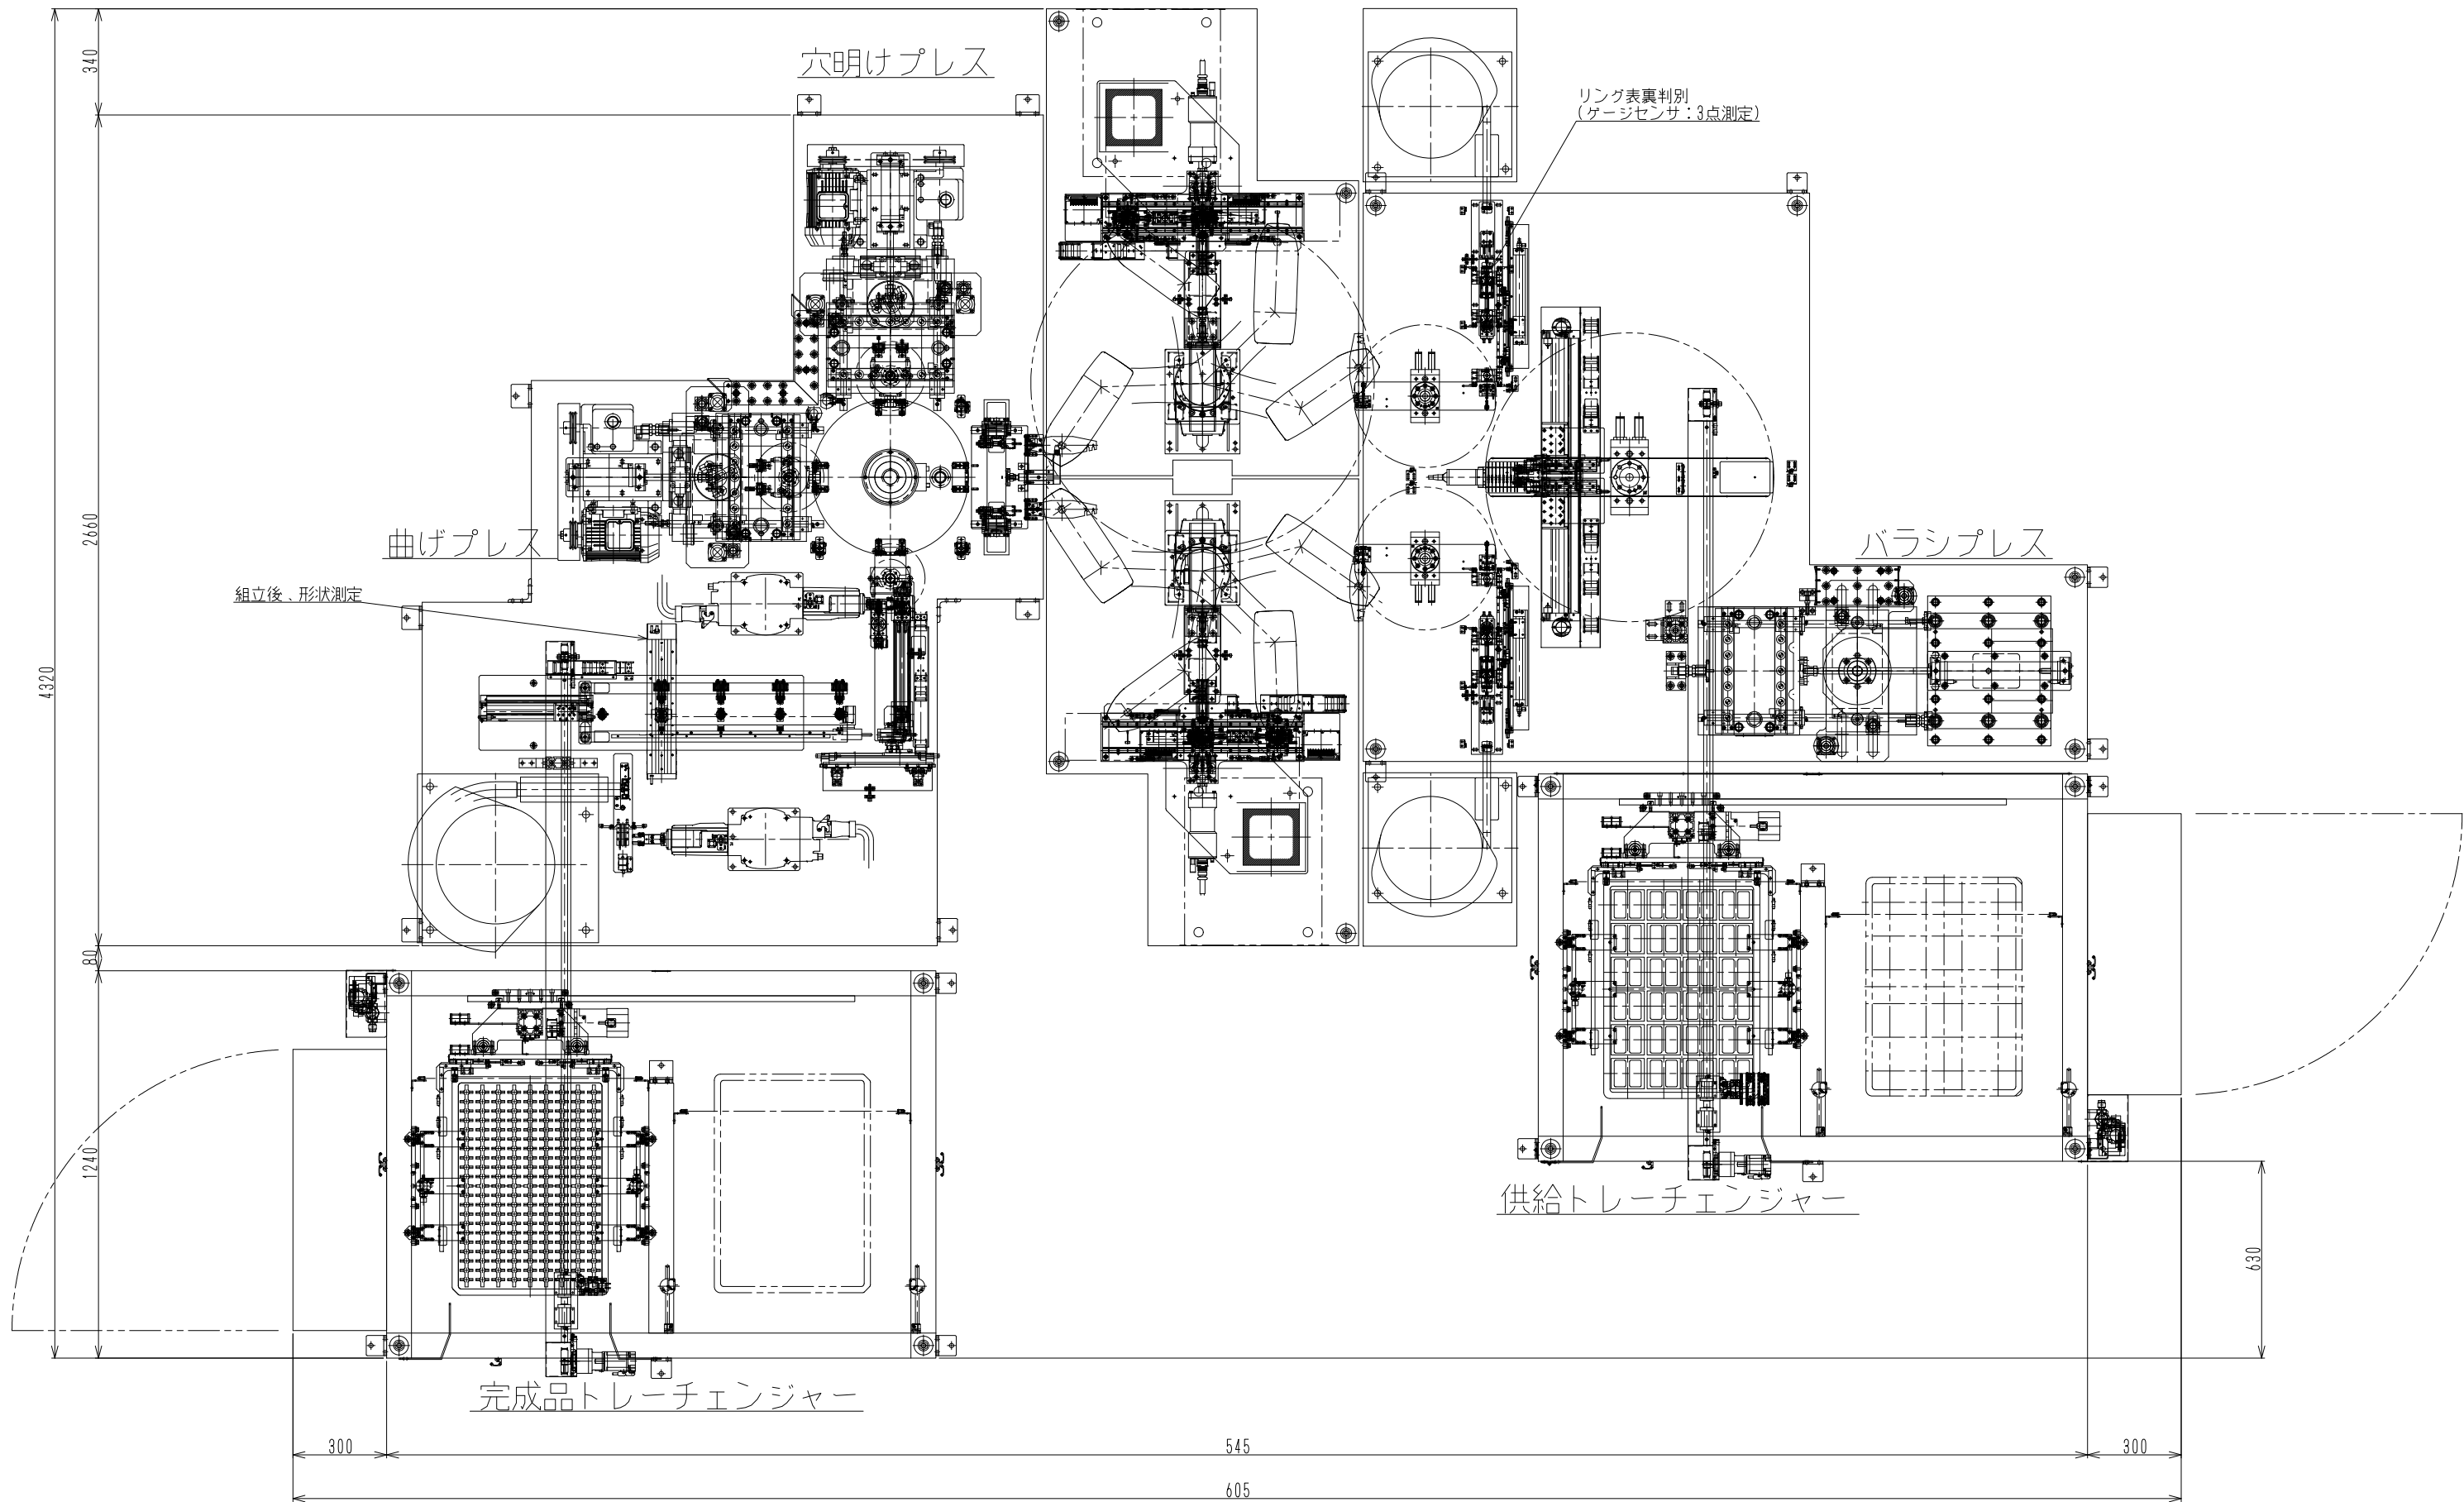 穴明けプレス
リング表裏判別
(ゲージセンサ：3点測定)
曲げプレス
バラシプレス
組立後、形状測定
供給トレーチェンジャー
完成品トレーチェンジャー
340
2660
4320
80
1240
630
300
545
300
605